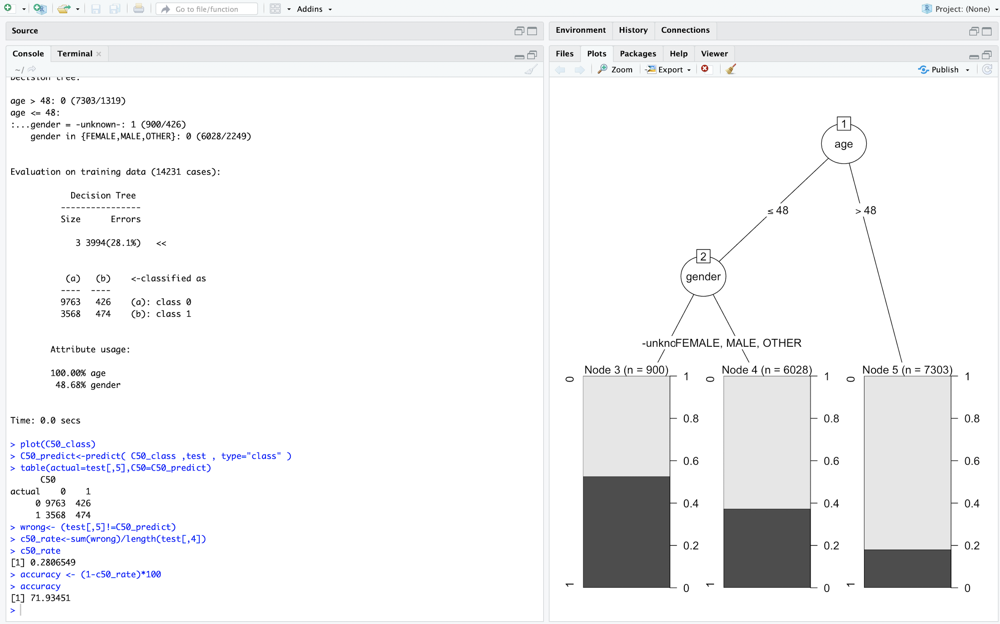 Go to file/function
Addins
Project: (None)
Source
Console Terminal
~/
Decision tree:
age > 48: 0 (7303/1319)
age <= 48:
:...gender = -unknown-: 1 (900/426)
    gender in {FEMALE,MALE,OTHER}: 0 (6028/2249)
Evaluation on training data (14231 cases):
Decision Tree
----------------
Size      Errors
3 3994(28.1%)   <<
(a)   (b)    <-classified as
----  ----
9763   426    (a): class 0
3568   474    (b): class 1
Attribute usage:
100.00% age
48.68% gender
Time: 0.0 secs
> plot(C50_class)
> C50_predict<-predict( C50_class ,test , type="class" )
> table(actual=test[,5],C50=C50_predict)
      C50
actual    0    1
     0 9763  426
     1 3568  474
> wrong<- (test[,5]!=C50_predict)
> c50_rate<-sum(wrong)/length(test[,4])
> c50_rate
[1] 0.2806549
> accuracy <- (1-c50_rate)*100
> accuracy
[1] 71.93451
>
Environment History Connections
Files Plots Packages Help Viewer
Zoom Export Publish
1
age
≤ 48 > 48
2
gender
-unkno FEMALE, MALE, OTHER
Node 3 (n = 900) Node 4 (n = 6028) Node 5 (n = 7303)
0 1 0 1 0 1
0.8 0.8 0.8
0.6 0.6 0.6
0.4 0.4 0.4
0.2 0.2 0.2
1 0 1 0 1 0